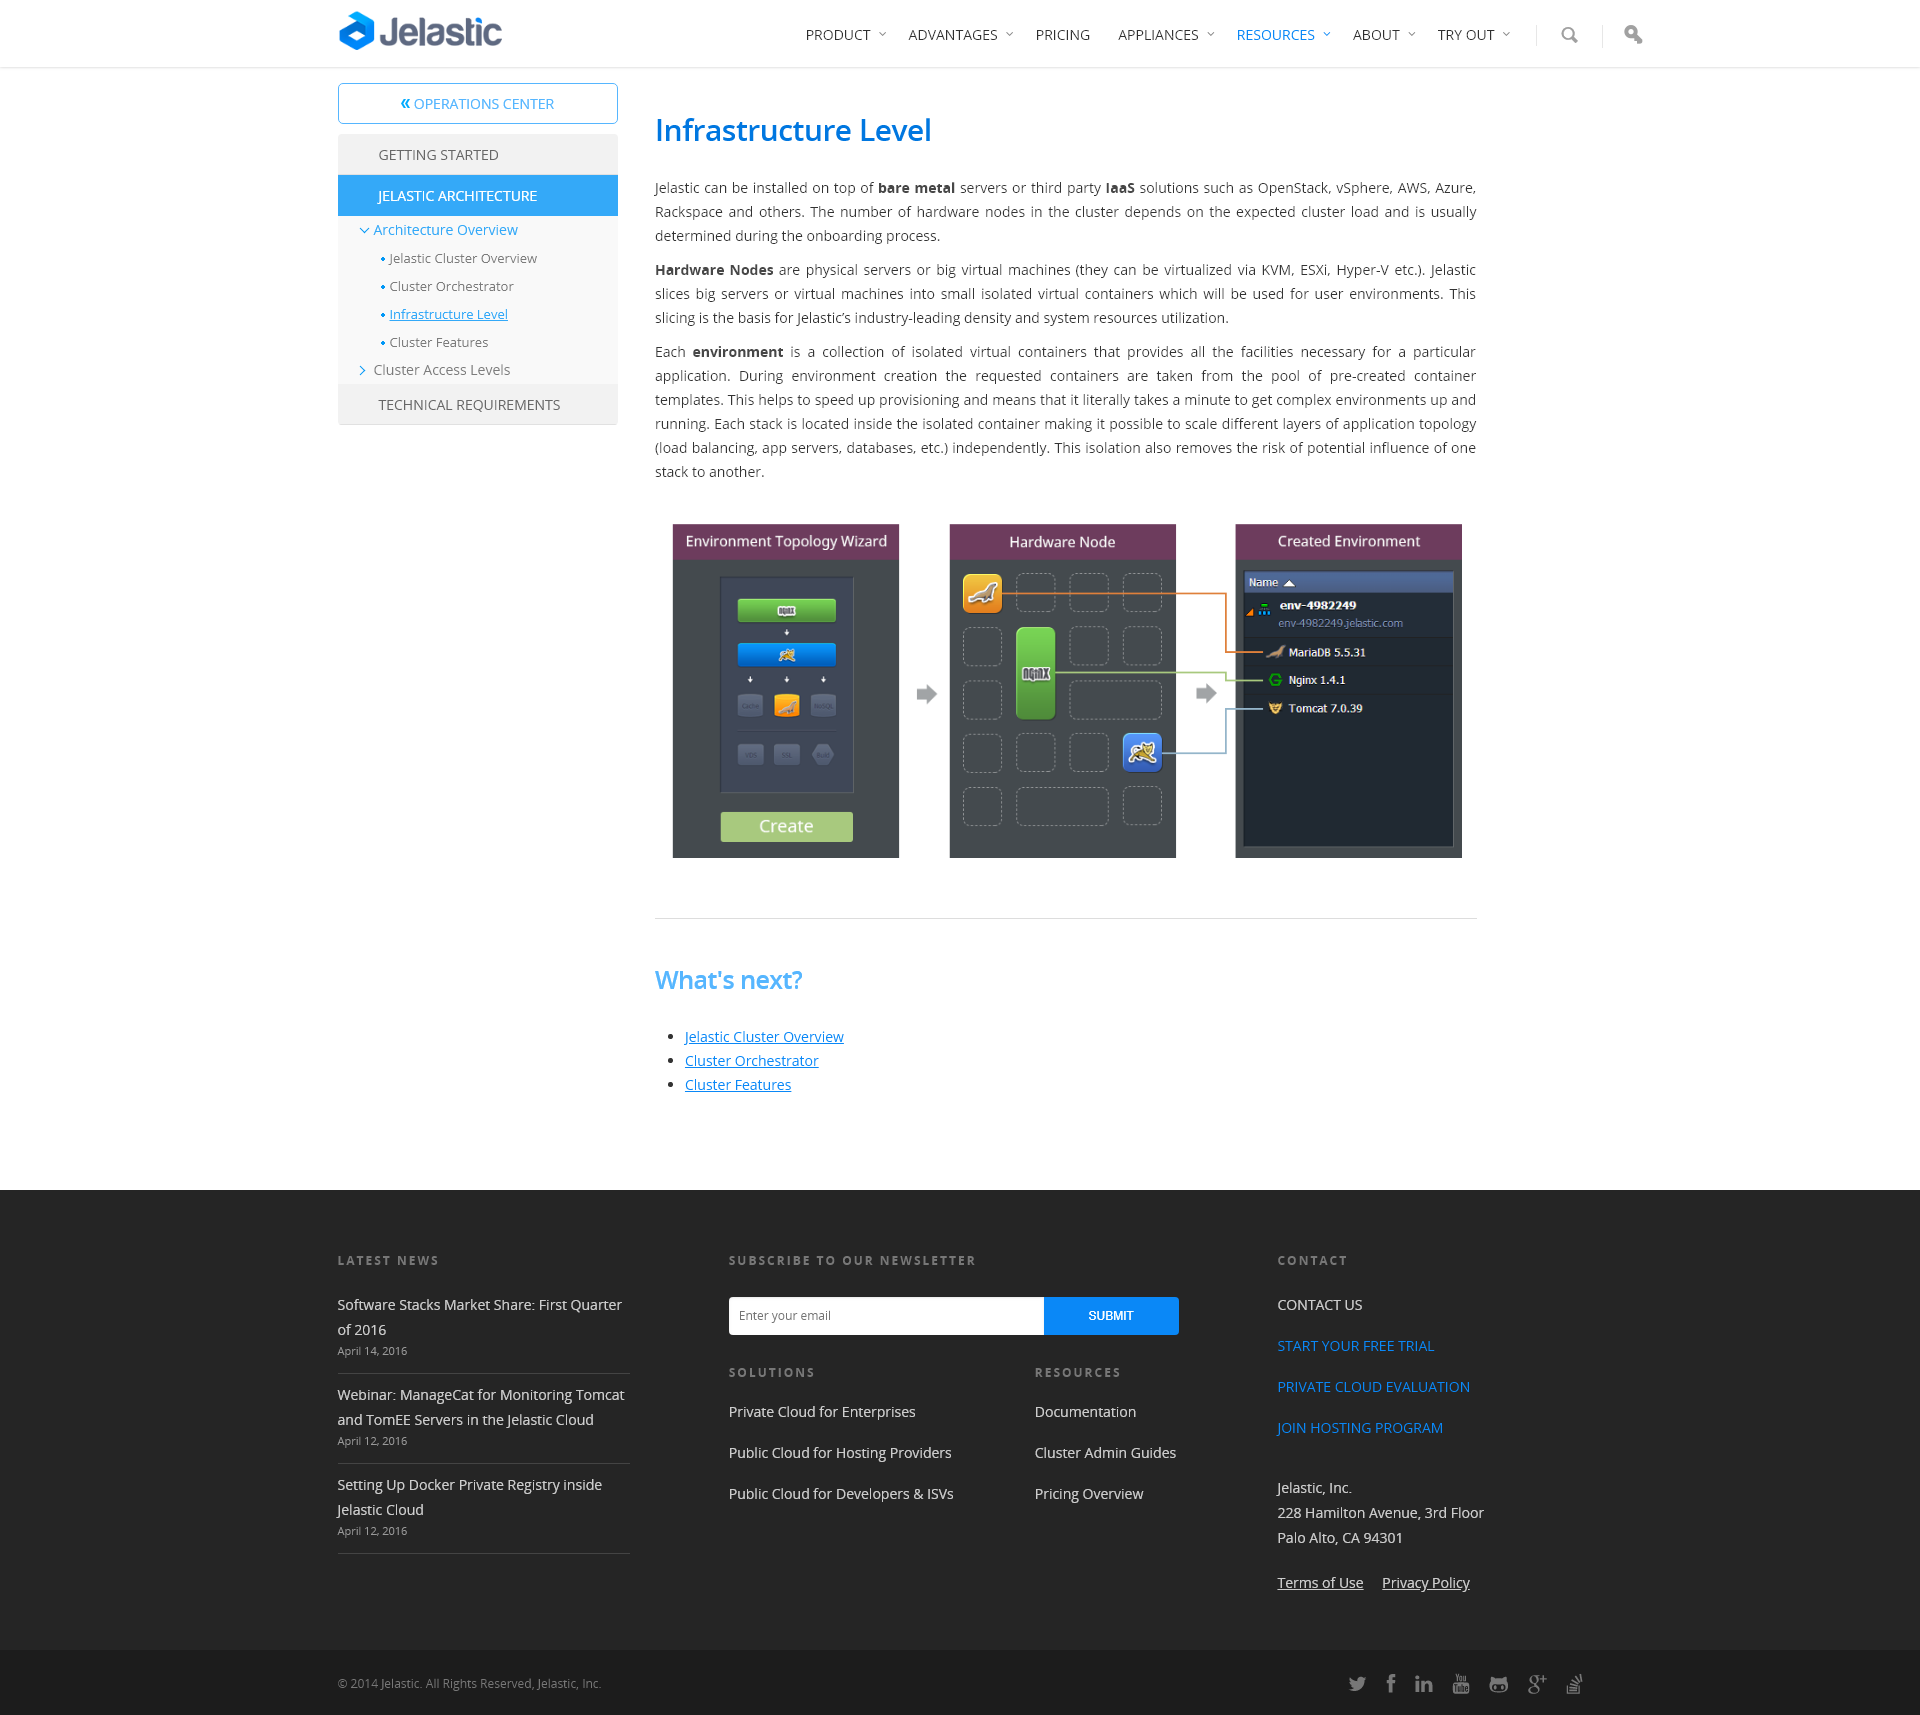 Jelastic
PRODUCT ADVANTAGES PRICING APPLIANCES RESOURCES ABOUT TRY OUT
« OPERATIONS CENTER
GETTING STARTED
JELASTIC ARCHITECTURE
Architecture Overview
Jelastic Cluster Overview
Cluster Orchestrator
Infrastructure Level
Cluster Features
Cluster Access Levels
TECHNICAL REQUIREMENTS
Infrastructure Level
Jelastic can be installed on top of bare metal servers or third party IaaS solutions such as OpenStack, vSphere, AWS, Azure,
Rackspace and others. The number of hardware nodes in the cluster depends on the expected cluster load and is usually
determined during the onboarding process.
Hardware Nodes are physical servers or big virtual machines (they can be virtualized via KVM, ESXi, Hyper-V etc.). Jelastic
slices big servers or virtual machines into small isolated virtual containers which will be used for user environments. This
slicing is the basis for Jelastic’s industry-leading density and system resources utilization.
Each environment is a collection of isolated virtual containers that provides all the facilities necessary for a particular
application. During environment creation the requested containers are taken from the pool of pre-created container
templates. This helps to speed up provisioning and means that it literally takes a minute to get complex environments up and
running. Each stack is located inside the isolated container making it possible to scale different layers of application topology
(load balancing, app servers, databases, etc.) independently. This isolation also removes the risk of potential influence of one
stack to another.
Environment Topology Wizard
NGINX
Create
Hardware Node
NGINX
Created Environment
Name
env-4982249
env-4982249.jelastic.com
MariaDB 5.5.31
Nginx 1.4.1
Tomcat 7.0.39
What's next?
Jelastic Cluster Overview
Cluster Orchestrator
Cluster Features
LATEST NEWS
Software Stacks Market Share: First Quarter
of 2016
April 14, 2016
Webinar: ManageCat for Monitoring Tomcat
and TomEE Servers in the Jelastic Cloud
April 12, 2016
Setting Up Docker Private Registry inside
Jelastic Cloud
April 12, 2016
SUBSCRIBE TO OUR NEWSLETTER
Enter your email SUBMIT
SOLUTIONS
Private Cloud for Enterprises
Public Cloud for Hosting Providers
Public Cloud for Developers & ISVs
RESOURCES
Documentation
Cluster Admin Guides
Pricing Overview
CONTACT
CONTACT US
START YOUR FREE TRIAL
PRIVATE CLOUD EVALUATION
JOIN HOSTING PROGRAM
Jelastic, Inc.
228 Hamilton Avenue, 3rd Floor
Palo Alto, CA 94301
Terms of Use Privacy Policy
© 2014 Jelastic. All Rights Reserved, Jelastic, Inc.